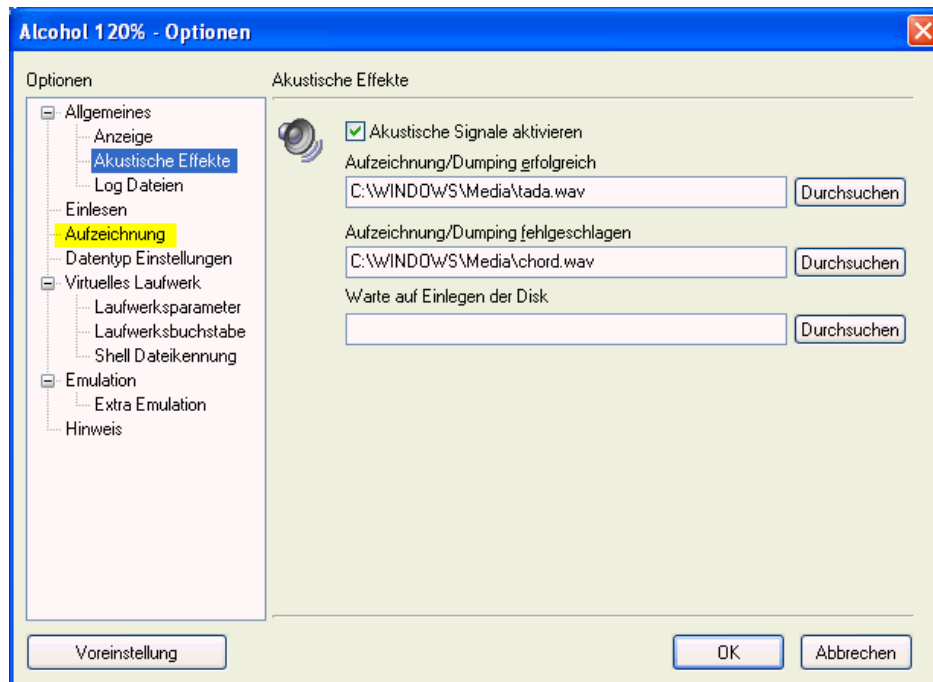 Alcohol 120% - Optionen
Optionen
Allgemeines
Anzeige
Akustische Effekte
Log Dateien
Einlesen
Aufzeichnung
Datentyp Einstellungen
Virtuelles Laufwerk
Laufwerksparameter
Laufwerksbuchstabe
Shell Dateikennung
Emulation
Extra Emulation
Hinweis
Akustische Effekte
Akustische Signale aktivieren
Aufzeichnung/Dumping erfolgreich
C:\WINDOWS\Media\tada.wav
Durchsuchen
Aufzeichnung/Dumping fehlgeschlagen
C:\WINDOWS\Media\chord.wav
Durchsuchen
Warte auf Einlegen der Disk
Durchsuchen
Voreinstellung
OK
Abbrechen